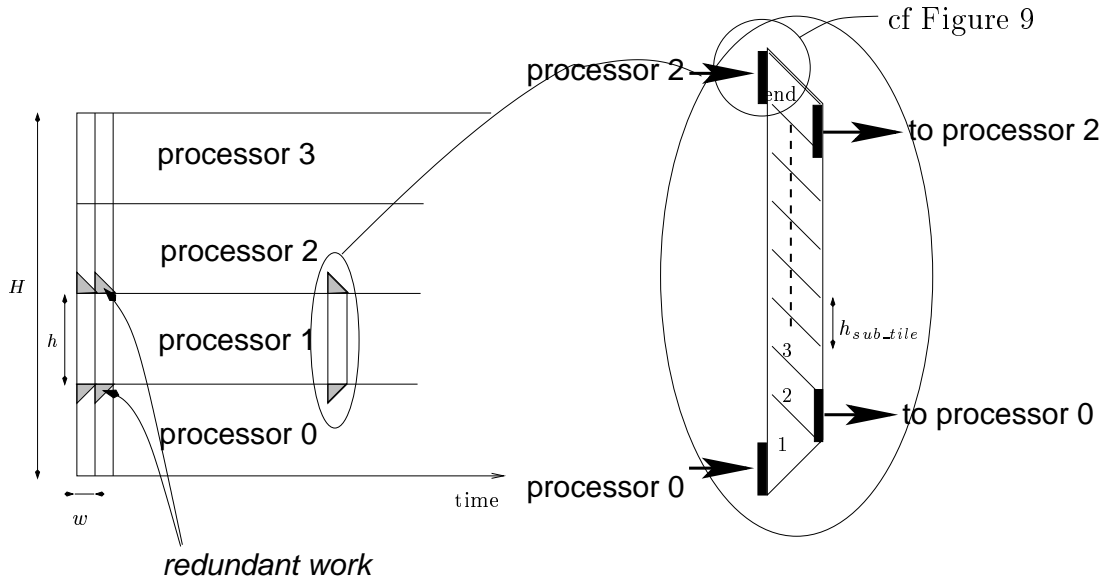 cf Figure 9
processor 2
end
to processor 2
processor 3
processor 2
H
h
processor 1
h sub_tile
3
2
to processor 0
processor 0
1
processor 0
time
w
redundant work